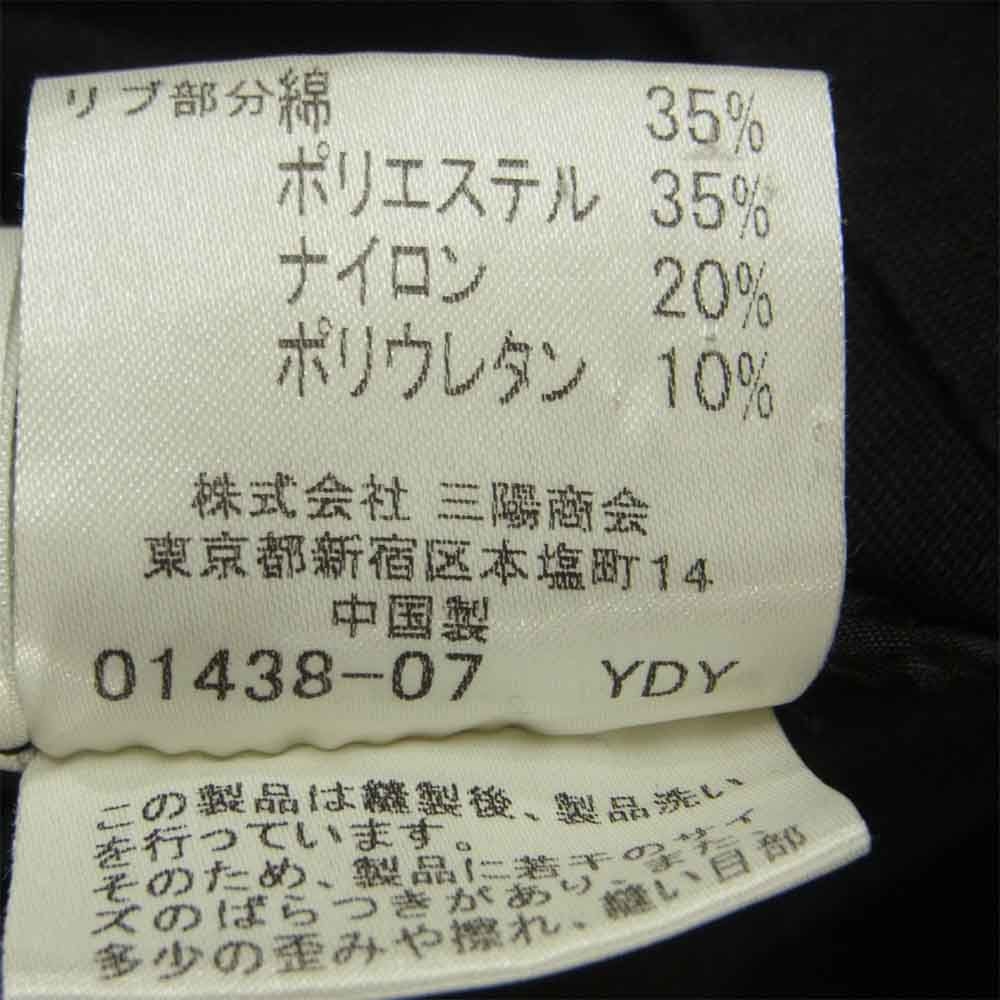 リブ部分綿 35%
ポリエステル 35%
ナイロン 20%
ポリウレタン 10%
株式会社 三陽商会
東京都新宿区本塩町14
中国製
01438-07 YDY
この製品は縫製後、製品洗い
を行っています。
そのため、製品に若干のサイ
ズのばらつきがあり、また
多少の歪みや擦れ、縫い目部